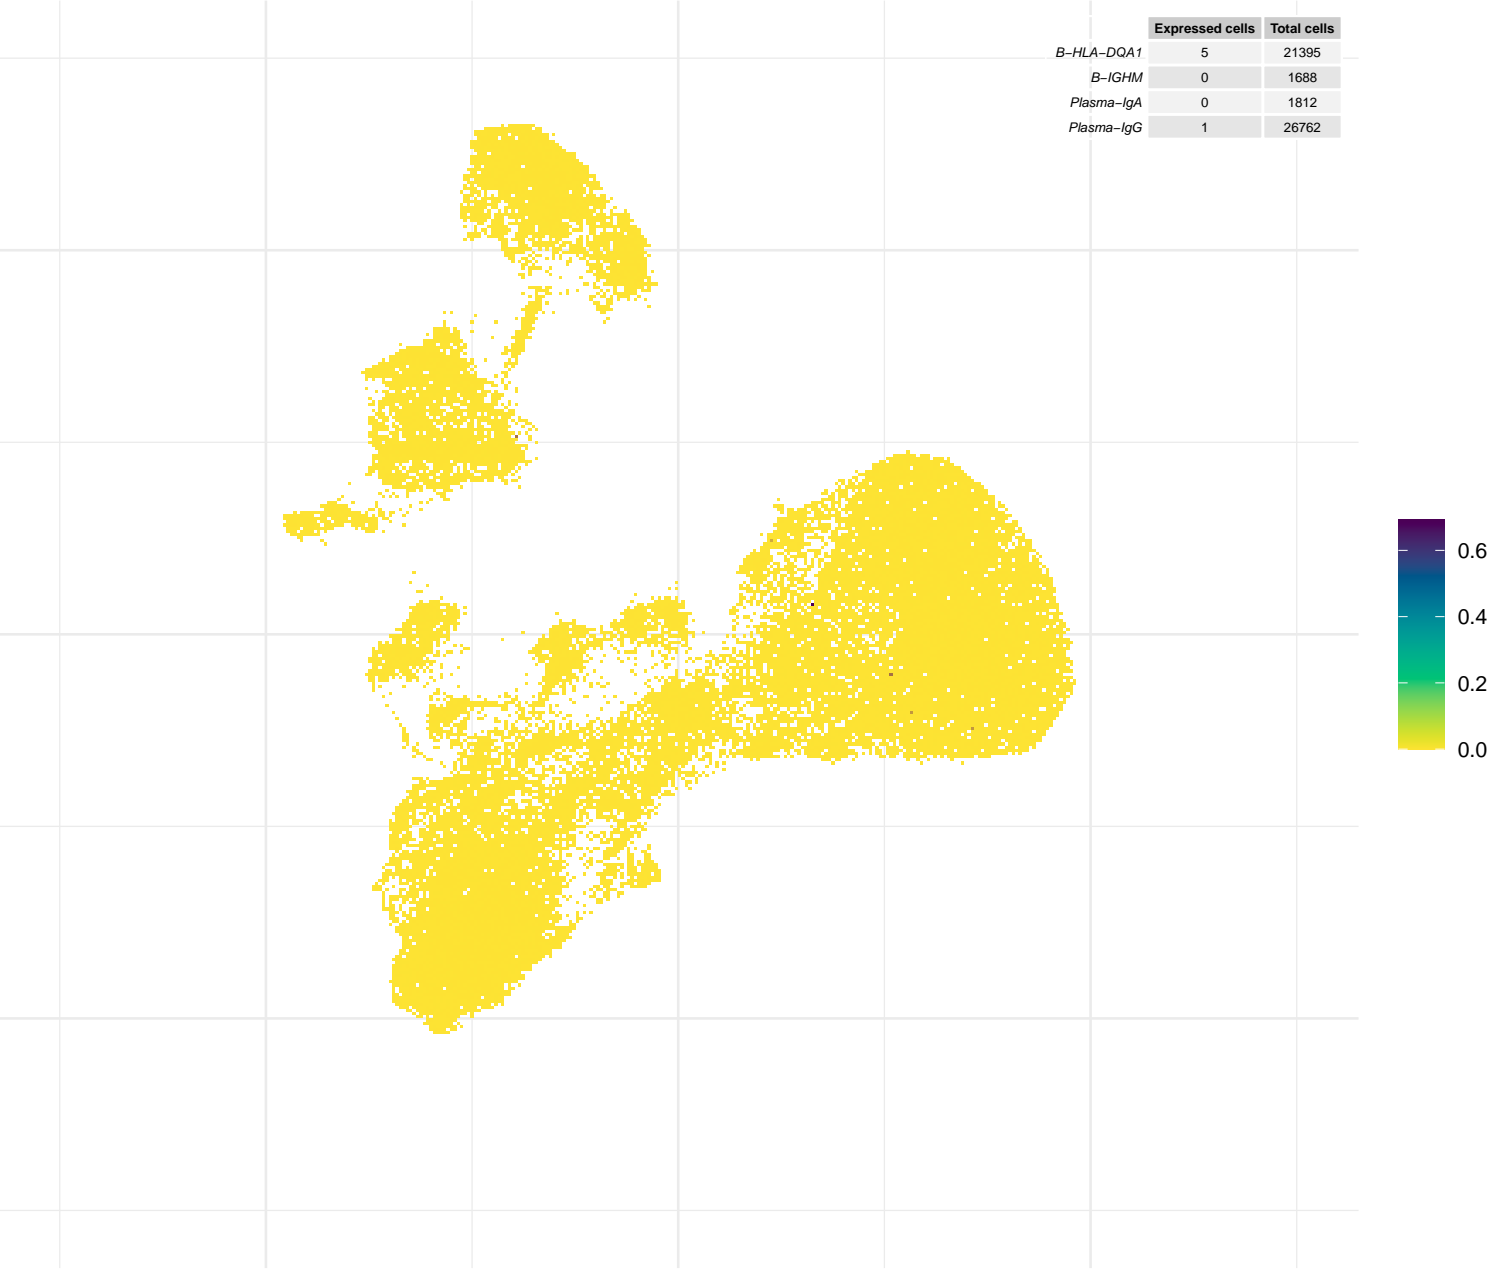 Expressed cells Total cells
B−HLA−DQA1 5 21395
B−IGHM 0 1688
Plasma−IgA 0 1812
Plasma−IgG 1 26762
0.6
0.4
0.2
0.0